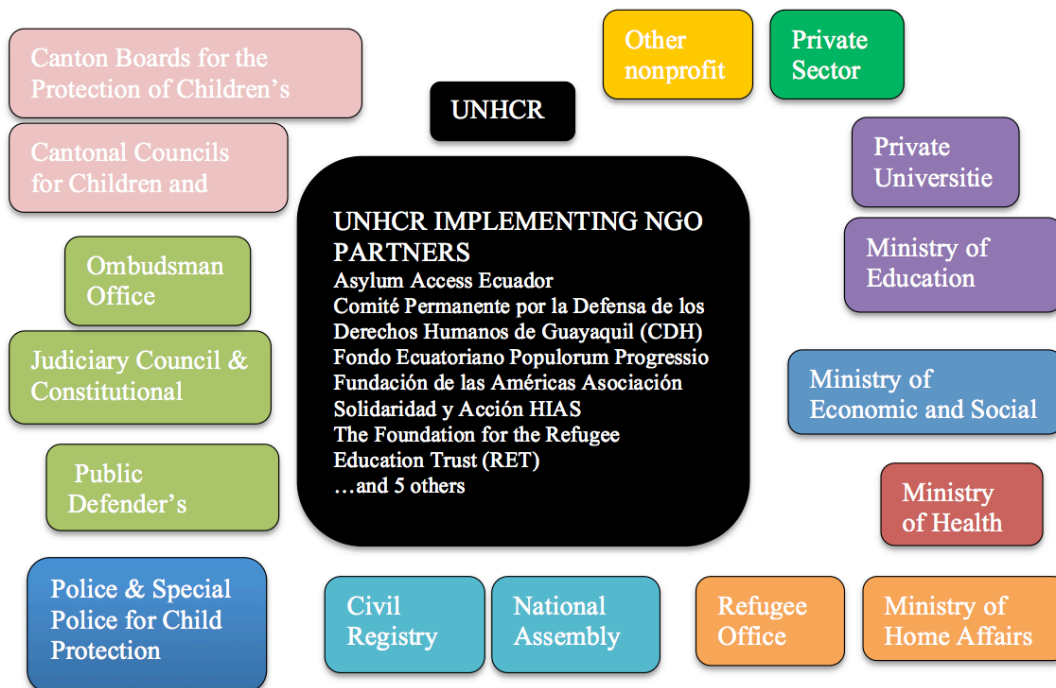 Canton Boards for the
Protection of Children's
Cantonal Councils
for Children and
Ombudsman
Office
Judiciary Council &
Constitutional
Public
Defender's
Police & Special
Police for Child
Protection
UNHCR
UNHCR IMPLEMENTING NGO
PARTNERS
Asylum Access Ecuador
Comité Permanente por la Defensa de los
Derechos Humanos de Guayaquil (CDH)
Fondo Ecuatoriano Populorum Progressio
Fundación de las Américas Asociación
Solidaridad y Acción HIAS
The Foundation for the Refugee
Education Trust (RET)
…and 5 others
Civil
Registry
National
Assembly
Other
nonprofit
Private
Sector
Private
Universitie
Ministry of
Education
Ministry of
Economic and Social
Ministry
of Health
Refugee
Office
Ministry of
Home Affairs